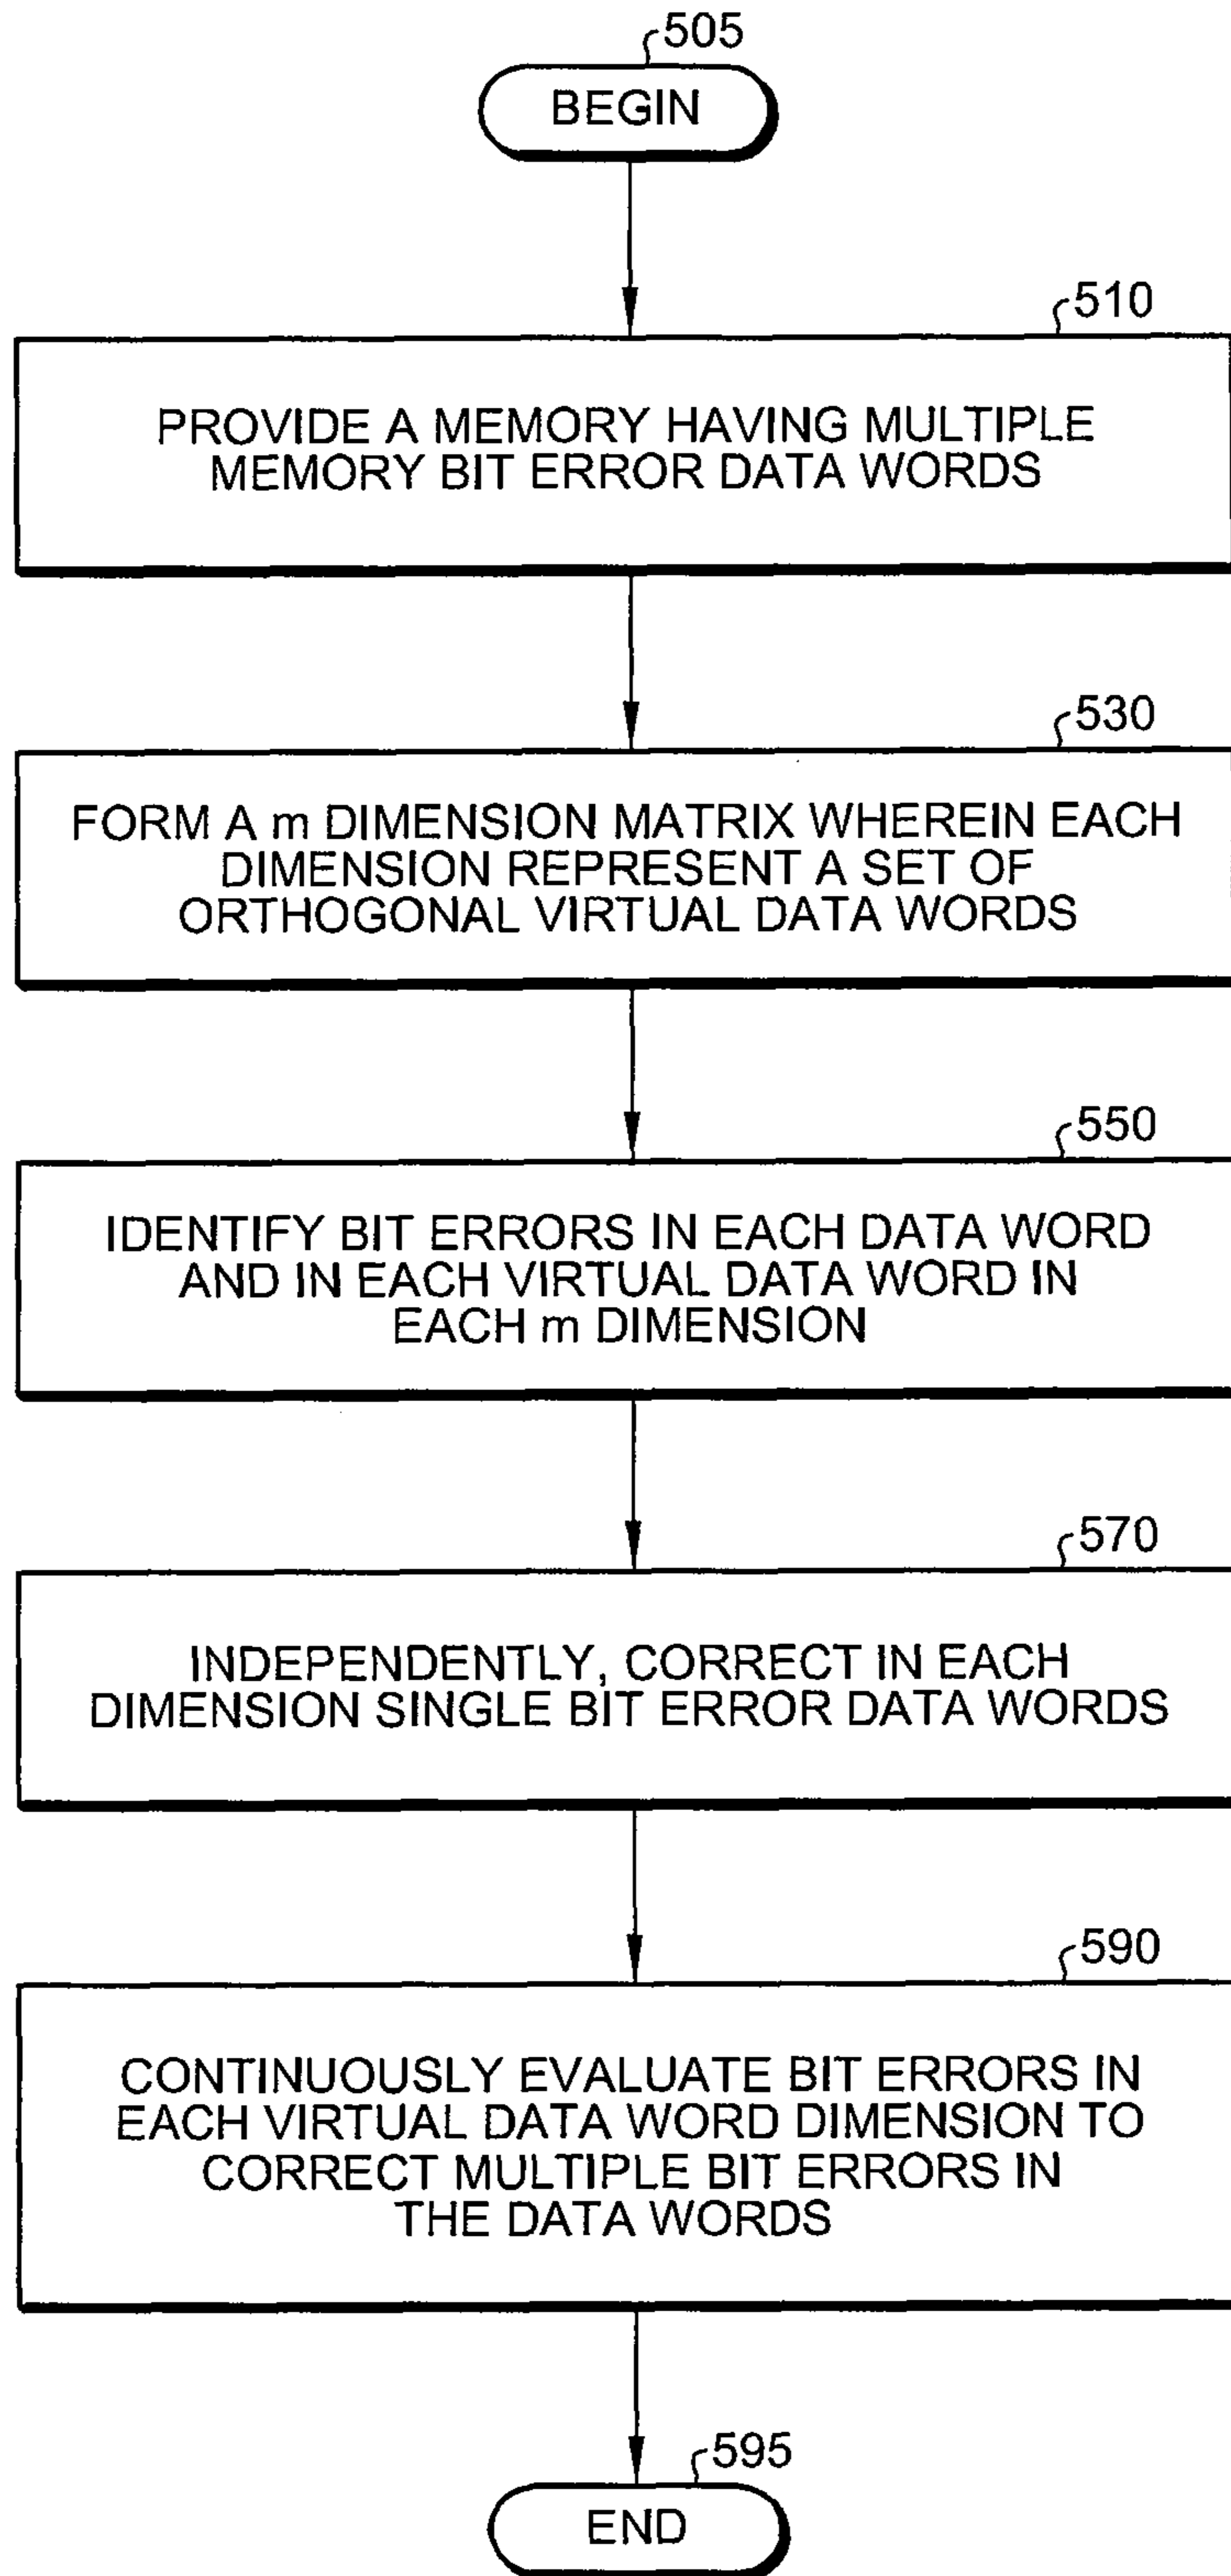 505
BEGIN
510
PROVIDE A MEMORY HAVING MULTIPLE
MEMORY BIT ERROR DATA WORDS
530
FORM A m DIMENSION MATRIX WHEREIN EACH
DIMENSION REPRESENT A SET OF
ORTHOGONAL VIRTUAL DATA WORDS
550
IDENTIFY BIT ERRORS IN EACH DATA WORD
AND IN EACH VIRTUAL DATA WORD IN
EACH m DIMENSION
570
INDEPENDENTLY, CORRECT IN EACH
DIMENSION SINGLE BIT ERROR DATA WORDS
590
CONTINUOUSLY EVALUATE BIT ERRORS IN
EACH VIRTUAL DATA WORD DIMENSION TO
CORRECT MULTIPLE BIT ERRORS IN
THE DATA WORDS
595
END